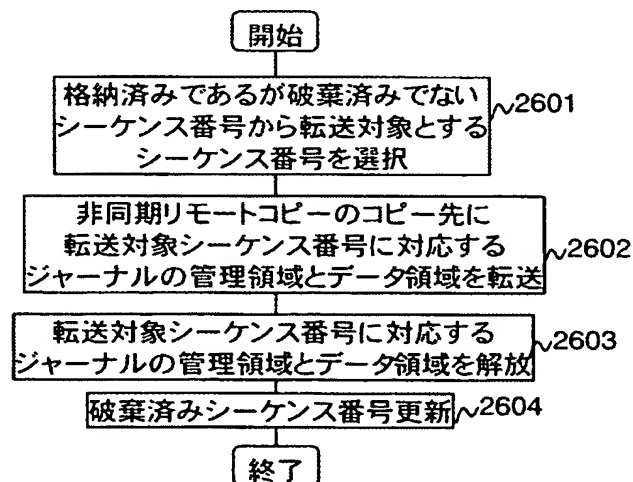 開始
格納済みであるが破棄済みでない
シーケンス番号から転送対象とする
シーケンス番号を選択
2601
非同期リモートコピーのコピー先に
転送対象シーケンス番号に対応する
ジャーナルの管理領域とデータ領域を転送
2602
転送対象シーケンス番号に対応する
ジャーナルの管理領域とデータ領域を解放
2603
破棄済みシーケンス番号更新
2604
終了